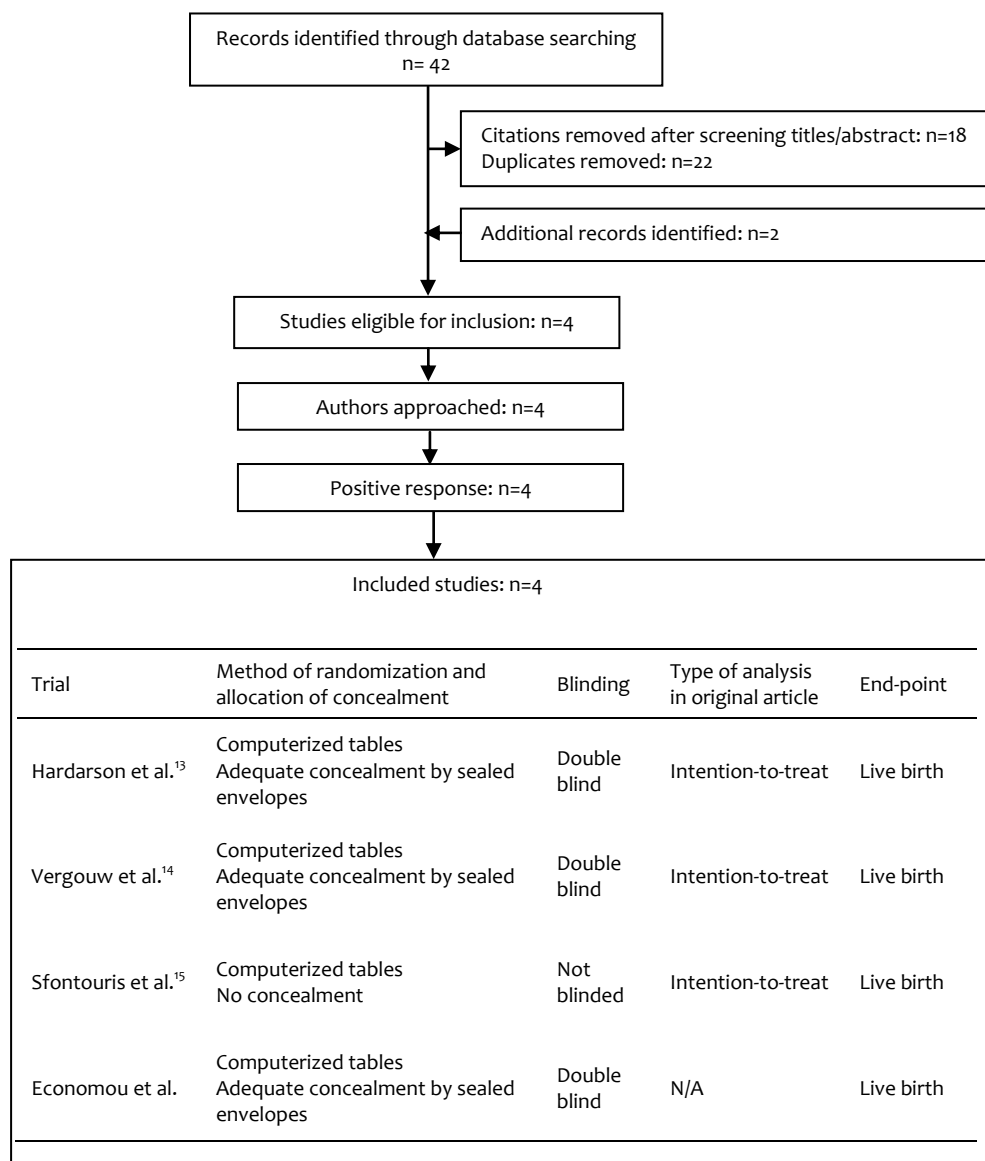 Records identified through database searching
n= 42
Citations removed after screening titles/abstract: n=18
Duplicates removed: n=22
Additional records identified: n=2
Studies eligible for inclusion: n=4
Authors approached: n=4
Positive response: n=4
Included studies: n=4
Trial
Method of randomization and
allocation of concealment
Blinding
Type of analysis
in original article
End-point
Hardarson et al.¹³
Computerized tables
Adequate concealment by sealed
envelopes
Double
blind
Intention-to-treat
Live birth
Vergouw et al.¹⁴
Computerized tables
Adequate concealment by sealed
envelopes
Double
blind
Intention-to-treat
Live birth
Sfontouris et al.¹⁵
Computerized tables
No concealment
Not
blinded
Intention-to-treat
Live birth
Economou et al.
Computerized tables
Adequate concealment by sealed
envelopes
Double
blind
N/A
Live birth